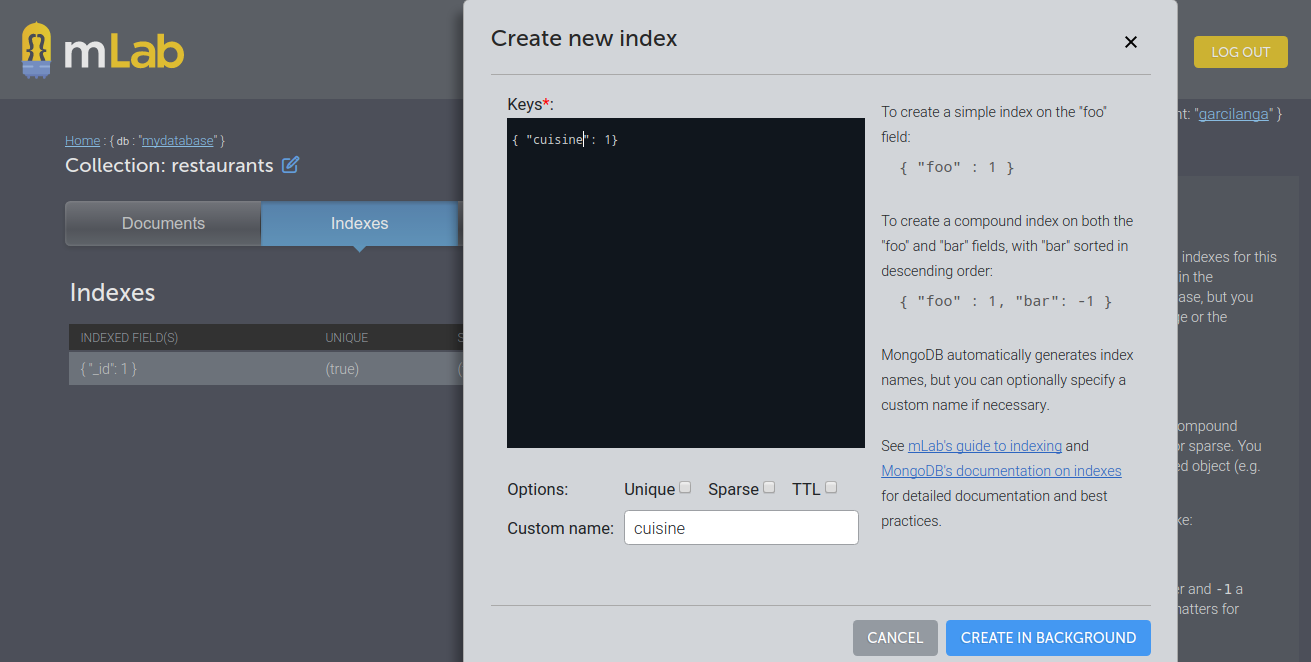 mLab
LOG OUT
Home : { db : "mydatabase" }
nt: "garcilanga" }
Collection: restaurants
Documents
Indexes
Indexes
INDEXED FIELD(S) UNIQUE S
{ "_id": 1 } (true) (
Create new index
×
Keys*:
{ "cuisine": 1}
Options: Unique Sparse TTL
Custom name: cuisine
To create a simple index on the "foo"
field:
{ "foo" : 1 }
To create a compound index on both the
"foo" and "bar" fields, with "bar" sorted in
descending order:
{ "foo" : 1, "bar": -1 }
MongoDB automatically generates index
names, but you can optionally specify a
custom name if necessary.
See mLab's guide to indexing and
MongoDB's documentation on indexes
for detailed documentation and best
practices.
CANCEL
CREATE IN BACKGROUND
indexes for this
in the
ase, but you
ge or the
ompound
or sparse. You
ed object (e.g.
ke:
er and -1 a
matters for